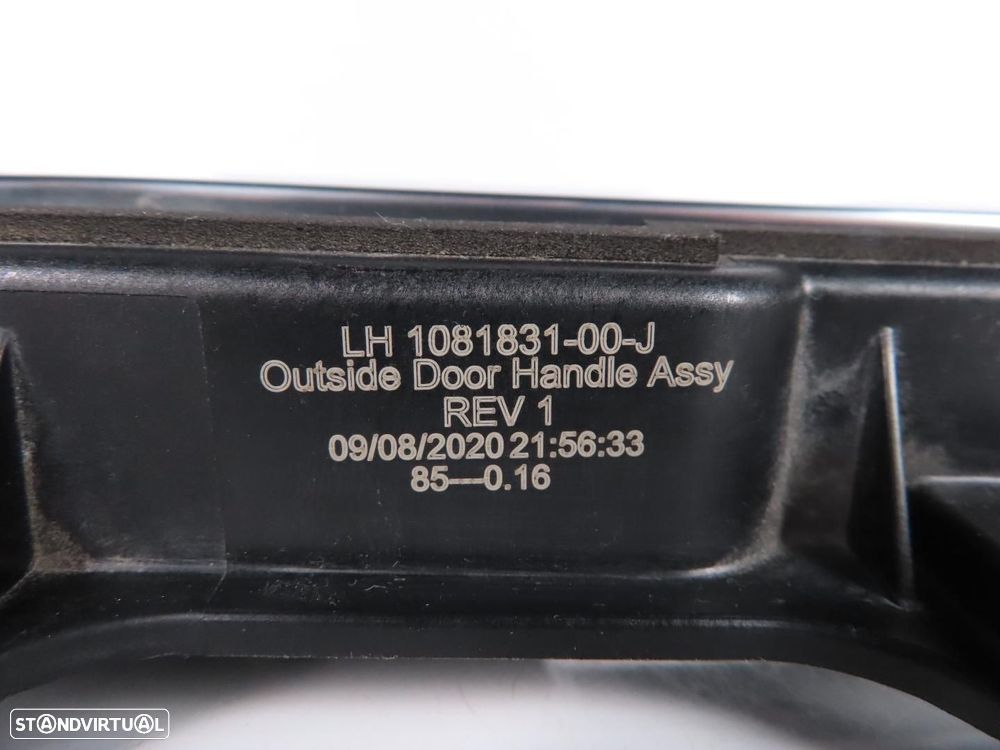 LH 1081831-00-J
Outside Door Handle Assy
REV 1
09/08/2020 21:56:33
85---0.16
STANDVIRTUAL